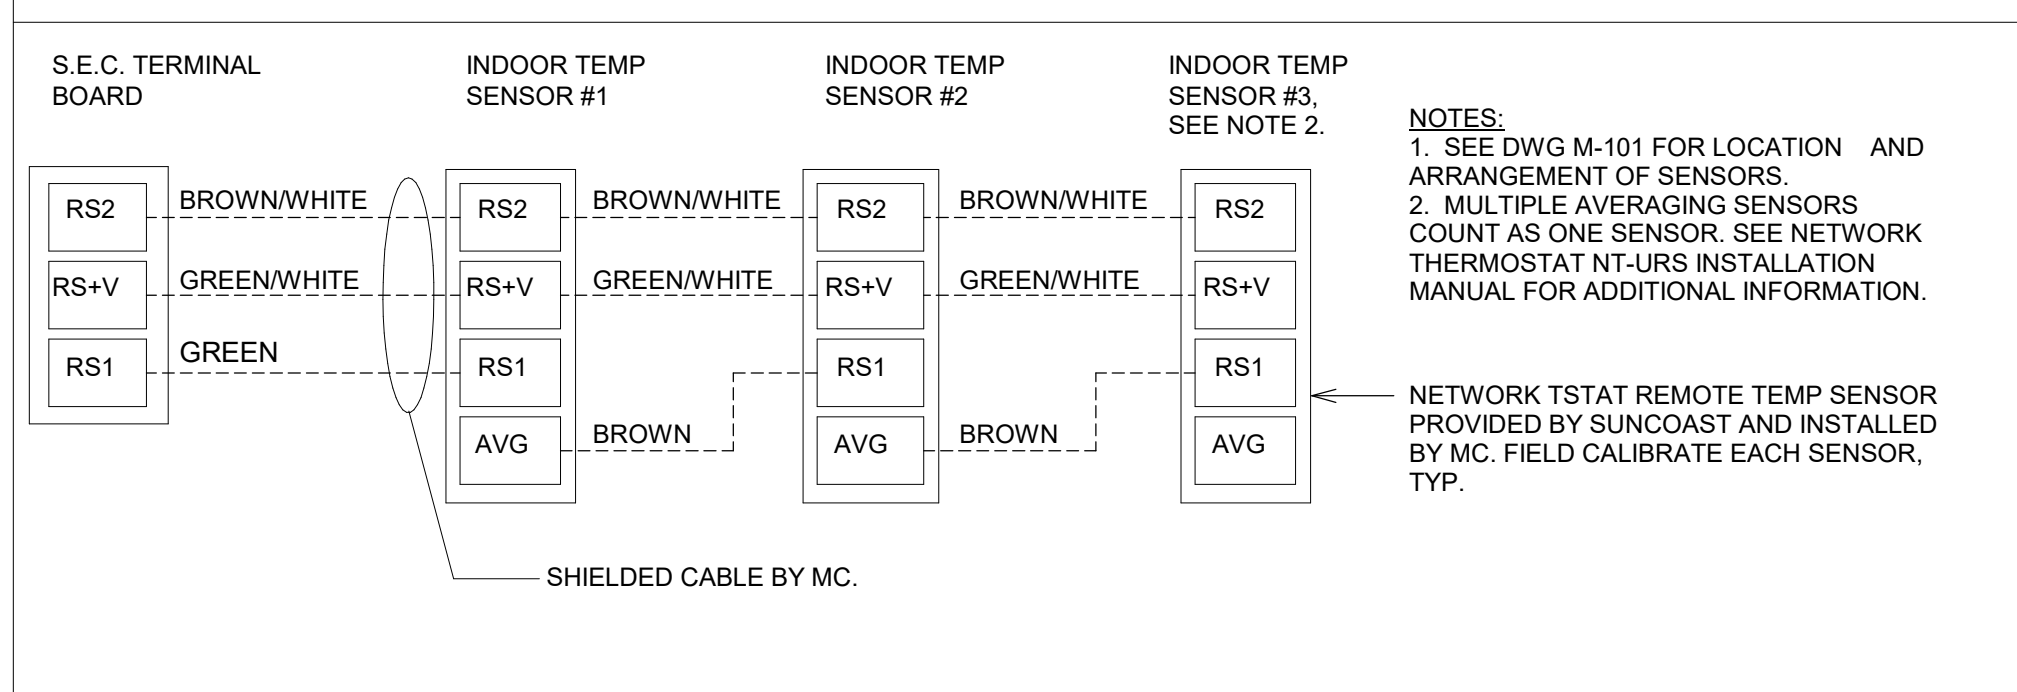 S.E.C. TERMINAL
BOARD
INDOOR TEMP
SENSOR #1
INDOOR TEMP
SENSOR #2
INDOOR TEMP
SENSOR #3,
SEE NOTE 2.
RS2
BROWN/WHITE
RS2
BROWN/WHITE
RS2
BROWN/WHITE
RS2
RS+V
GREEN/WHITE
RS+V
GREEN/WHITE
RS+V
GREEN/WHITE
RS+V
RS1
GREEN
RS1
RS1
RS1
AVG
BROWN
AVG
BROWN
AVG
SHIELDED CABLE BY MC.
NOTES:
1. SEE DWG M-101 FOR LOCATION AND
ARRANGEMENT OF SENSORS.
2. MULTIPLE AVERAGING SENSORS
COUNT AS ONE SENSOR. SEE NETWORK
THERMOSTAT NT-URS INSTALLATION
MANUAL FOR ADDITIONAL INFORMATION.
NETWORK TSTAT REMOTE TEMP SENSOR
PROVIDED BY SUNCOAST AND INSTALLED
BY MC. FIELD CALIBRATE EACH SENSOR,
TYP.